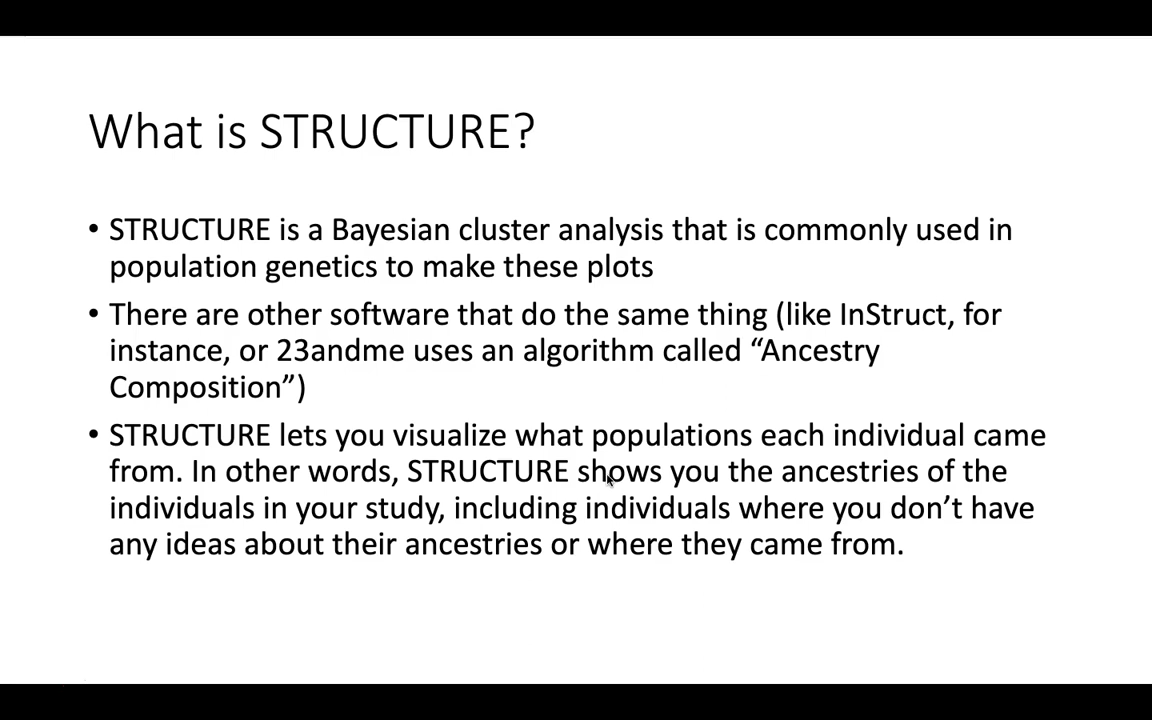 What is STRUCTURE?
• STRUCTURE is a Bayesian cluster analysis that is commonly used in
population genetics to make these plots
• There are other software that do the same thing (like InStruct, for
instance, or 23andme uses an algorithm called “Ancestry
Composition”)
• STRUCTURE lets you visualize what populations each individual came
from. In other words, STRUCTURE shows you the ancestries of the
individuals in your study, including individuals where you don’t have
any ideas about their ancestries or where they came from.